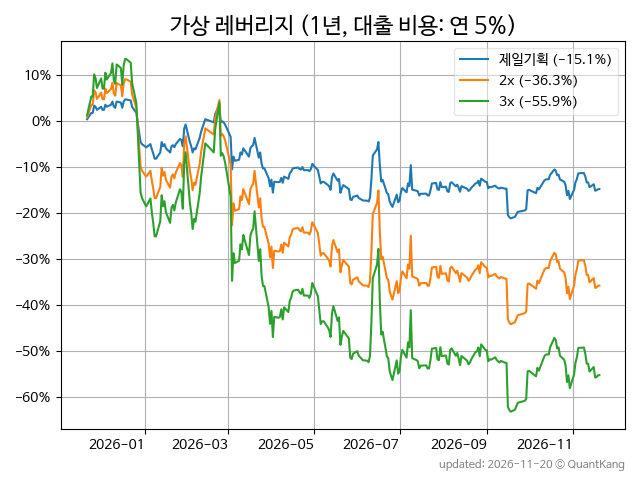 가상 레버리지 (1년, 대출 비용: 연 5%)
제일기획 (-15.1%)
2x (-36.3%)
3x (-55.9%)
10%
0%
-10%
-20%
-30%
-40%
-50%
-60%
2026-01
2026-03
2026-05
2026-07
2026-09
2026-11
updated: 2026-11-20 © QuantKang